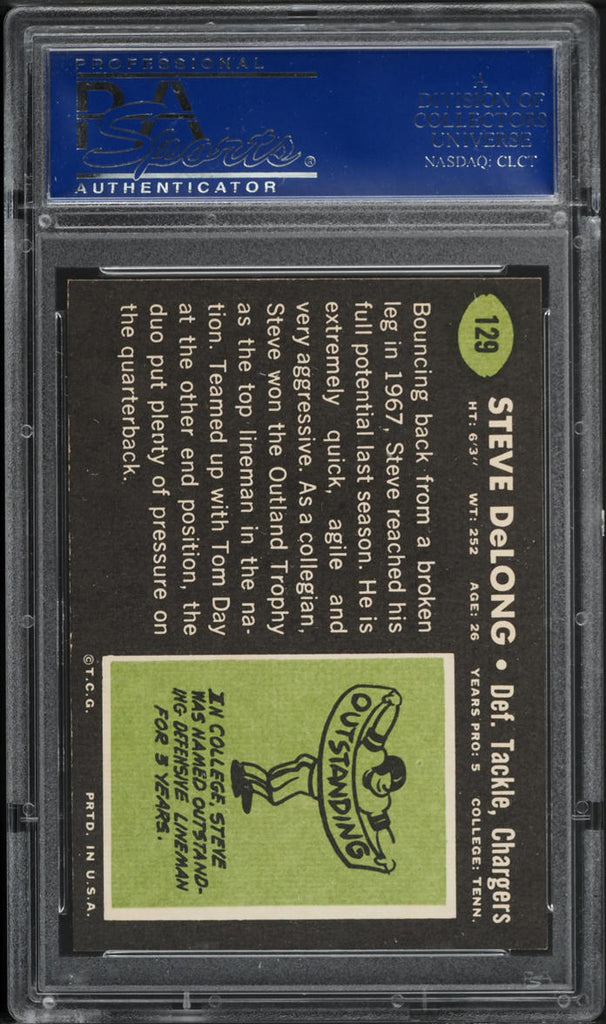 PROFESSIONAL
PSA
Sports®
AUTHENTICATOR
A
DIVISION OF
COLLECTORS
UNIVERSE
NASDAQ: CLCT
129
STEVE DeLONG • Def. Tackle, Chargers
HT: 6'3" WT: 252 AGE: 26 YEARS PRO: 5 COLLEGE: TENN.
Bouncing back from a broken
leg in 1967, Steve reached his
full potential last season. He is
extremely quick, agile and
very aggressive. As a collegian,
Steve won the Outland Trophy
as the top lineman in the na-
tion. Teamed up with Tom Day
at the other end position, the
duo put plenty of pressure on
the quarterback.
OUTSTANDING
IN COLLEGE, STEVE
WAS NAMED OUTSTAND-
ING DEFENSIVE LINEMAN
FOR 3 YEARS.
©T.C.G. PRTD. IN U.S.A.